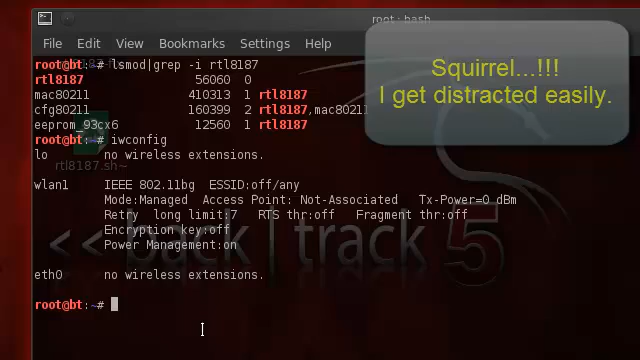 root : bash
File Edit View Bookmarks Settings Help
Squirrel...!!!
I get distracted easily.
root@bt:~# lsmod|grep -i rtl8187
rtl8187 56060 0
mac80211 410313 1 rtl8187
cfg80211 160399 2 rtl8187,mac80211
eeprom_93cx6 12560 1 rtl8187
root@bt:~# iwconfig
lo no wireless extensions.
rtl8187.sh~
wlan1 IEEE 802.11bg ESSID:off/any
Mode:Managed Access Point: Not-Associated Tx-Power=0 dBm
Retry long limit:7 RTS thr:off Fragment thr:off
Encryption key:off
Power Management:on
<< back | track 5
eth0 no wireless extensions.
root@bt:~#